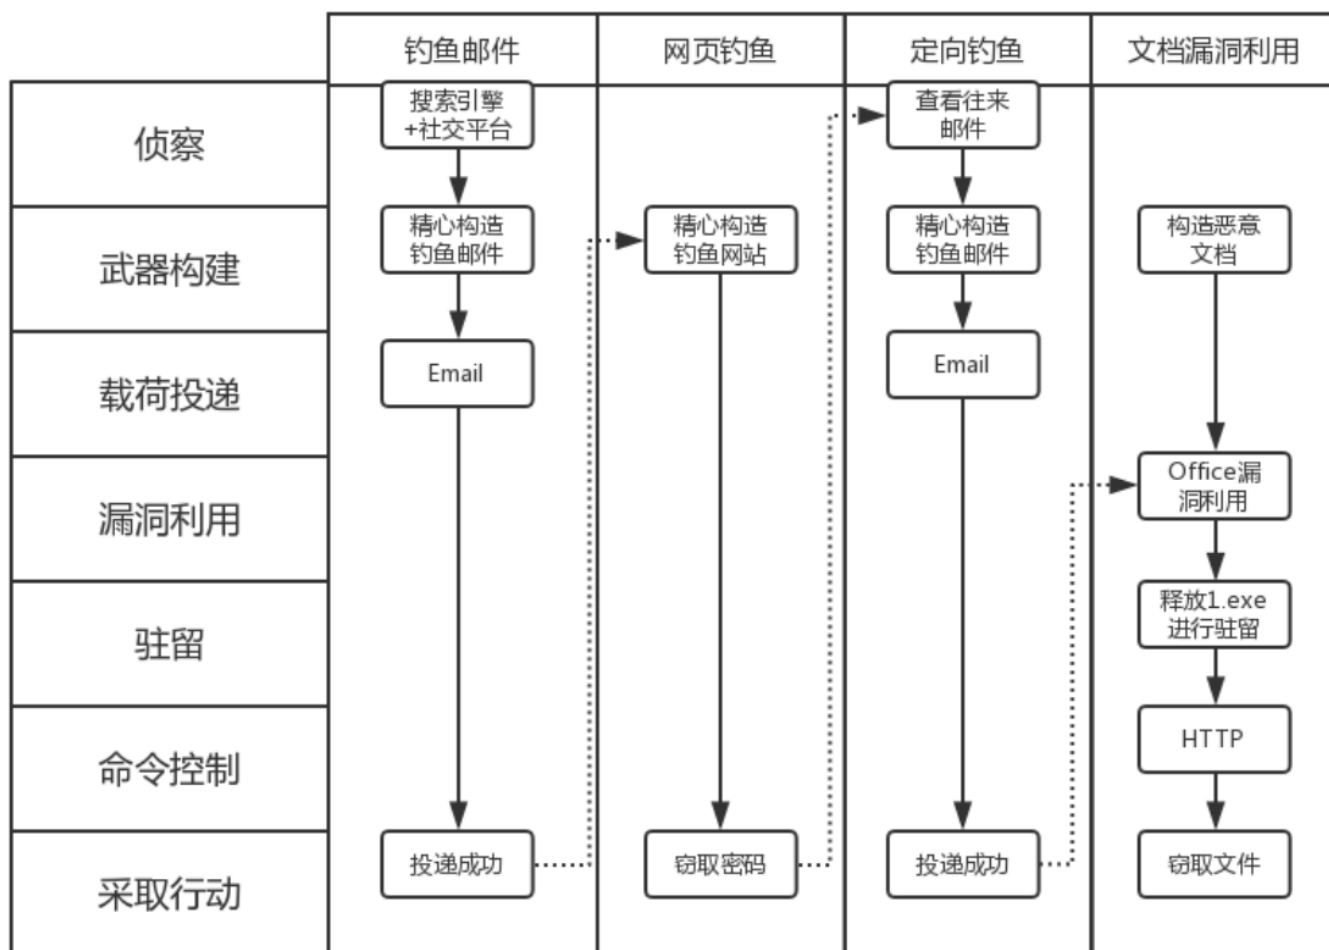 钓鱼邮件
网页钓鱼
定向钓鱼
文档漏洞利用
侦察
搜索引擎
+社交平台
查看往来
邮件
武器构建
精心构造
钓鱼邮件
精心构造
钓鱼网站
精心构造
钓鱼邮件
构造恶意
文档
载荷投递
Email
Email
漏洞利用
Office漏
洞利用
驻留
释放1.exe
进行驻留
命令控制
HTTP
采取行动
投递成功
窃取密码
投递成功
窃取文件